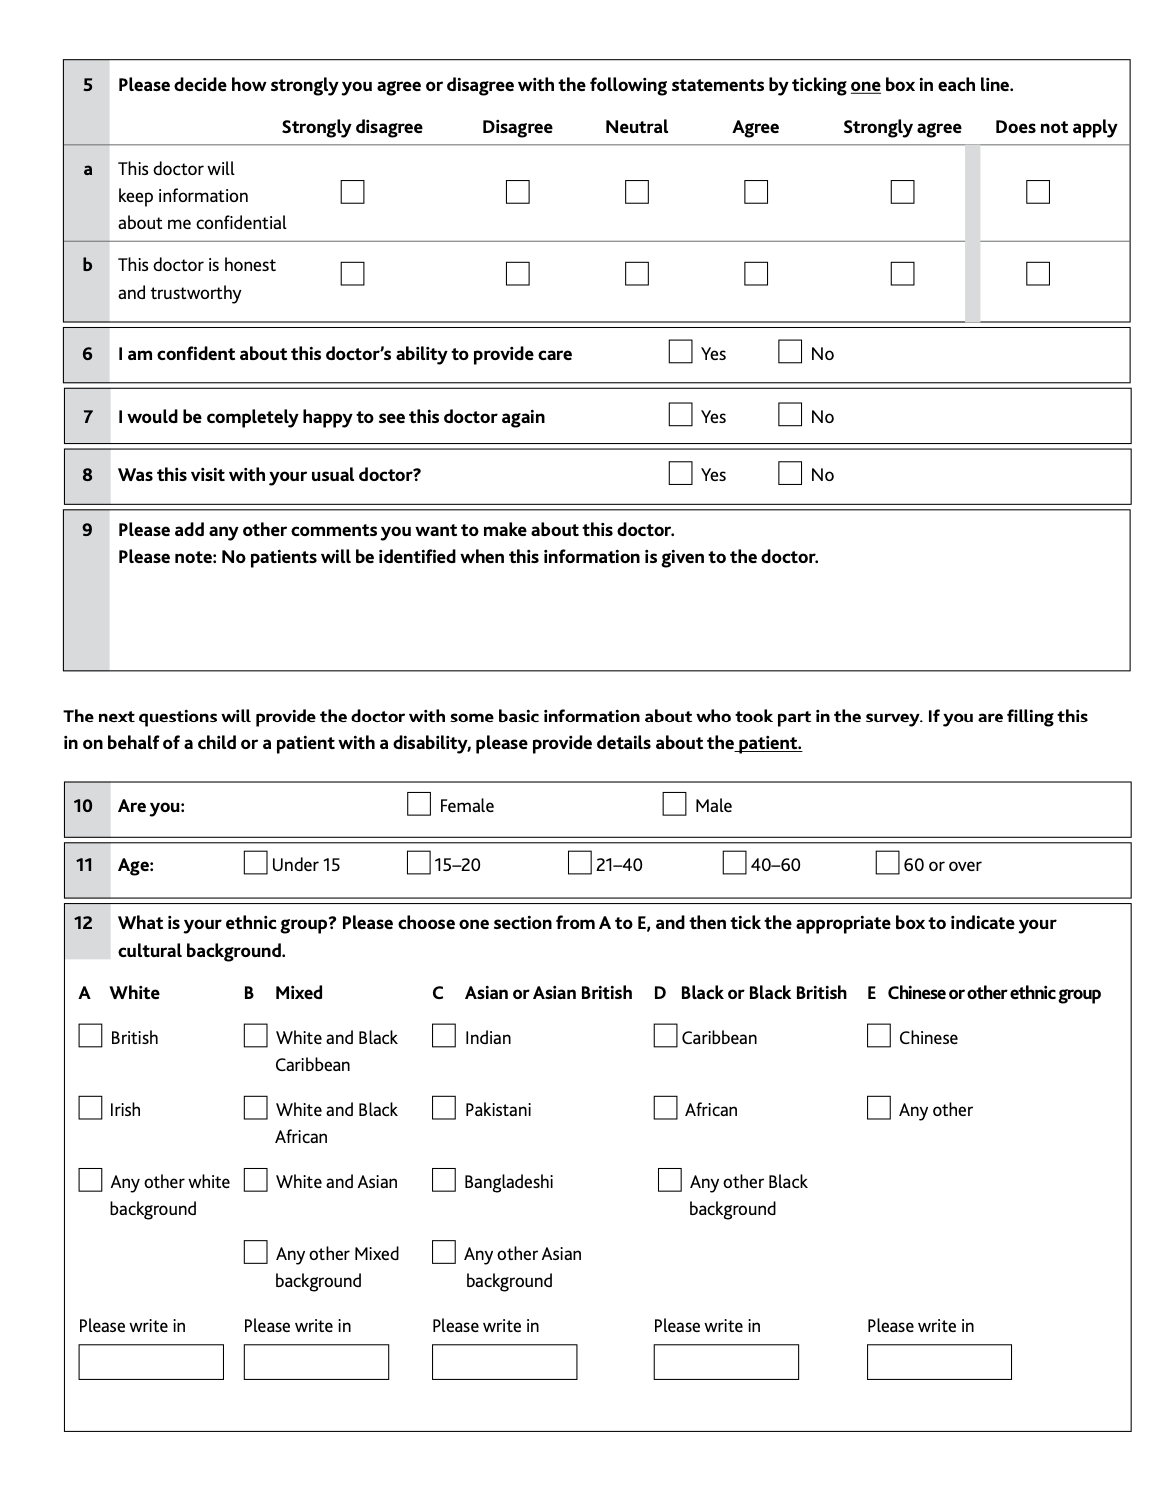 5 Please decide how strongly you agree or disagree with the following statements by ticking one box in each line.
Strongly disagree Disagree Neutral Agree Strongly agree Does not apply
a This doctor will
keep information
about me confidential
b This doctor is honest
and trustworthy
6 I am confident about this doctor’s ability to provide care Yes No
7 I would be completely happy to see this doctor again Yes No
8 Was this visit with your usual doctor? Yes No
9 Please add any other comments you want to make about this doctor.
Please note: No patients will be identified when this information is given to the doctor.
The next questions will provide the doctor with some basic information about who took part in the survey. If you are filling this
in on behalf of a child or a patient with a disability, please provide details about the patient.
10 Are you: Female Male
11 Age: Under 15 15–20 21–40 40–60 60 or over
12 What is your ethnic group? Please choose one section from A to E, and then tick the appropriate box to indicate your
cultural background.
A White B Mixed C Asian or Asian British D Black or Black British E Chinese or other ethnic group
British White and Black Indian Caribbean Chinese
Caribbean
Irish White and Black Pakistani African Any other
African
Any other white White and Asian Bangladeshi Any other Black
background background
Any other Mixed Any other Asian
background background
Please write in Please write in Please write in Please write in Please write in